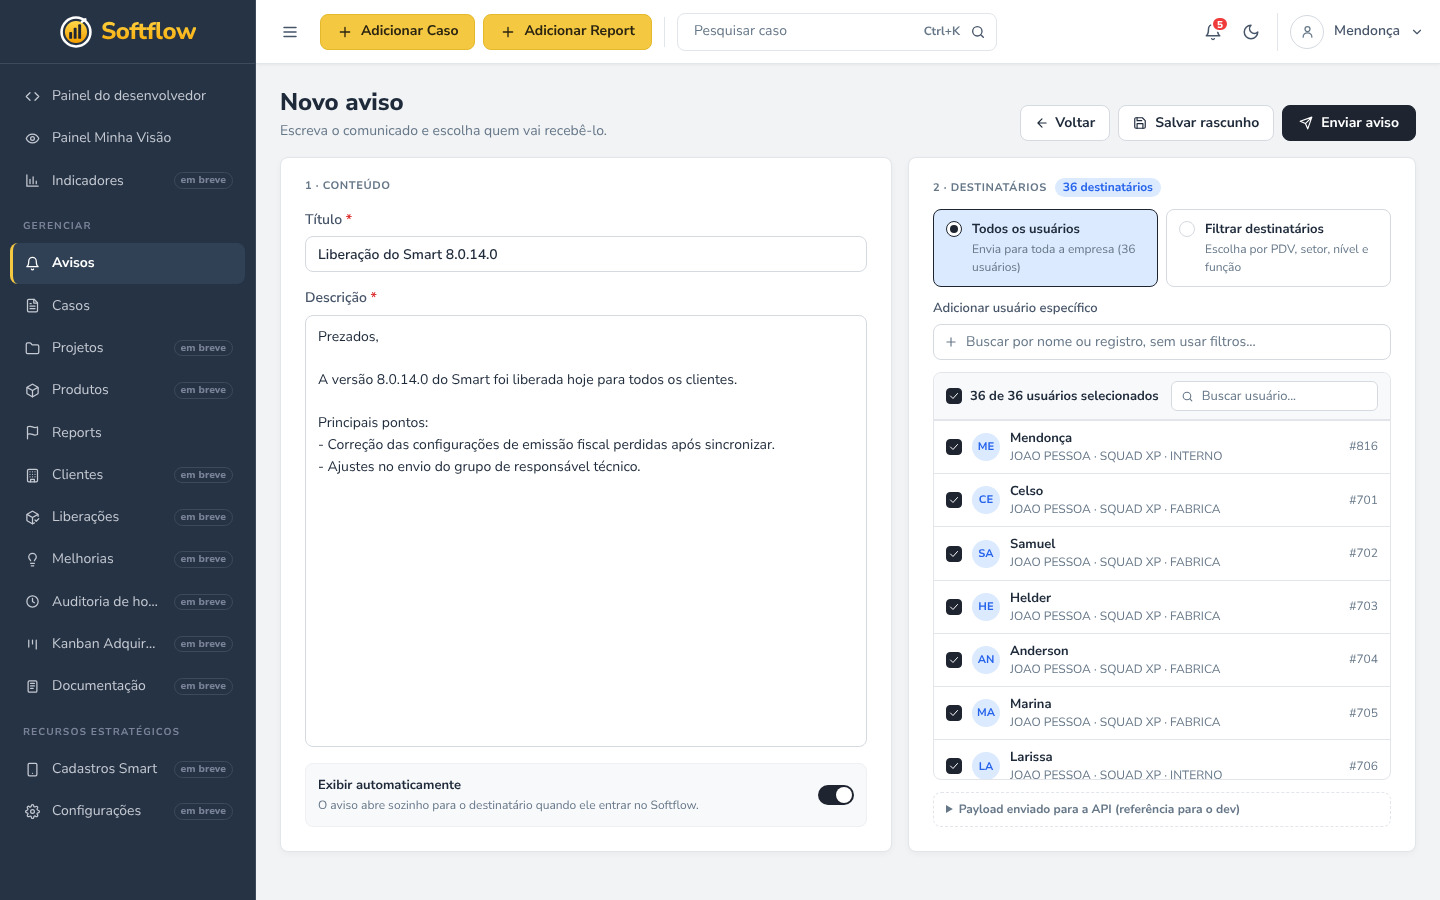 Softflow
Painel do desenvolvedor
Painel Minha Visão
Indicadores em breve
GERENCIAR
Avisos
Casos
Projetos em breve
Produtos em breve
Reports
Clientes em breve
Liberações em breve
Melhorias em breve
Auditoria de ho... em breve
Kanban Adquir... em breve
Documentação em breve
RECURSOS ESTRATÉGICOS
Cadastros Smart em breve
Configurações em breve
+ Adicionar Caso
+ Adicionar Report
Pesquisar caso Ctrl+K
5
Mendonça
Novo aviso
Escreva o comunicado e escolha quem vai recebê-lo.
Voltar
Salvar rascunho
Enviar aviso
1 · CONTEÚDO
Título *
Liberação do Smart 8.0.14.0
Descrição *
Prezados,
A versão 8.0.14.0 do Smart foi liberada hoje para todos os clientes.
Principais pontos:
- Correção das configurações de emissão fiscal perdidas após sincronizar.
- Ajustes no envio do grupo de responsável técnico.
Exibir automaticamente
O aviso abre sozinho para o destinatário quando ele entrar no Softflow.
2 · DESTINATÁRIOS 36 destinatários
Todos os usuários
Envia para toda a empresa (36
usuários)
Filtrar destinatários
Escolha por PDV, setor, nível e
função
Adicionar usuário específico
+ Buscar por nome ou registro, sem usar filtros...
36 de 36 usuários selecionados
Buscar usuário...
ME Mendonça #816
JOAO PESSOA · SQUAD XP · INTERNO
CE Celso #701
JOAO PESSOA · SQUAD XP · FABRICA
SA Samuel #702
JOAO PESSOA · SQUAD XP · FABRICA
HE Helder #703
JOAO PESSOA · SQUAD XP · FABRICA
AN Anderson #704
JOAO PESSOA · SQUAD XP · FABRICA
MA Marina #705
JOAO PESSOA · SQUAD XP · FABRICA
LA Larissa #706
JOAO PESSOA · SQUAD XP · INTERNO
Payload enviado para a API (referência para o dev)